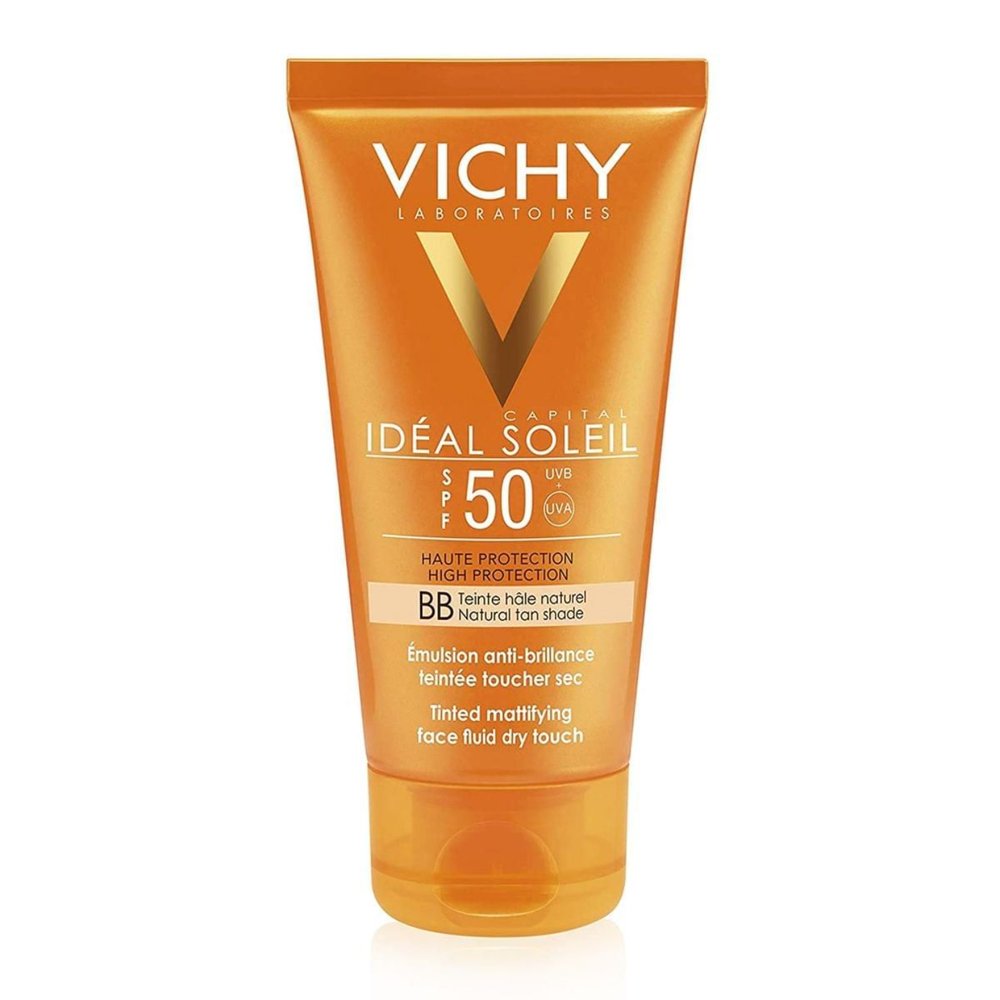 VICHY
LABORATOIRES
V
CAPITAL
IDÉAL SOLEIL
SPF 50 UVB
+
UVA
HAUTE PROTECTION
HIGH PROTECTION
BB Teinte hâle naturel
Natural tan shade
Émulsion anti-brillance
teintée toucher sec
Tinted mattifying
face fluid dry touch